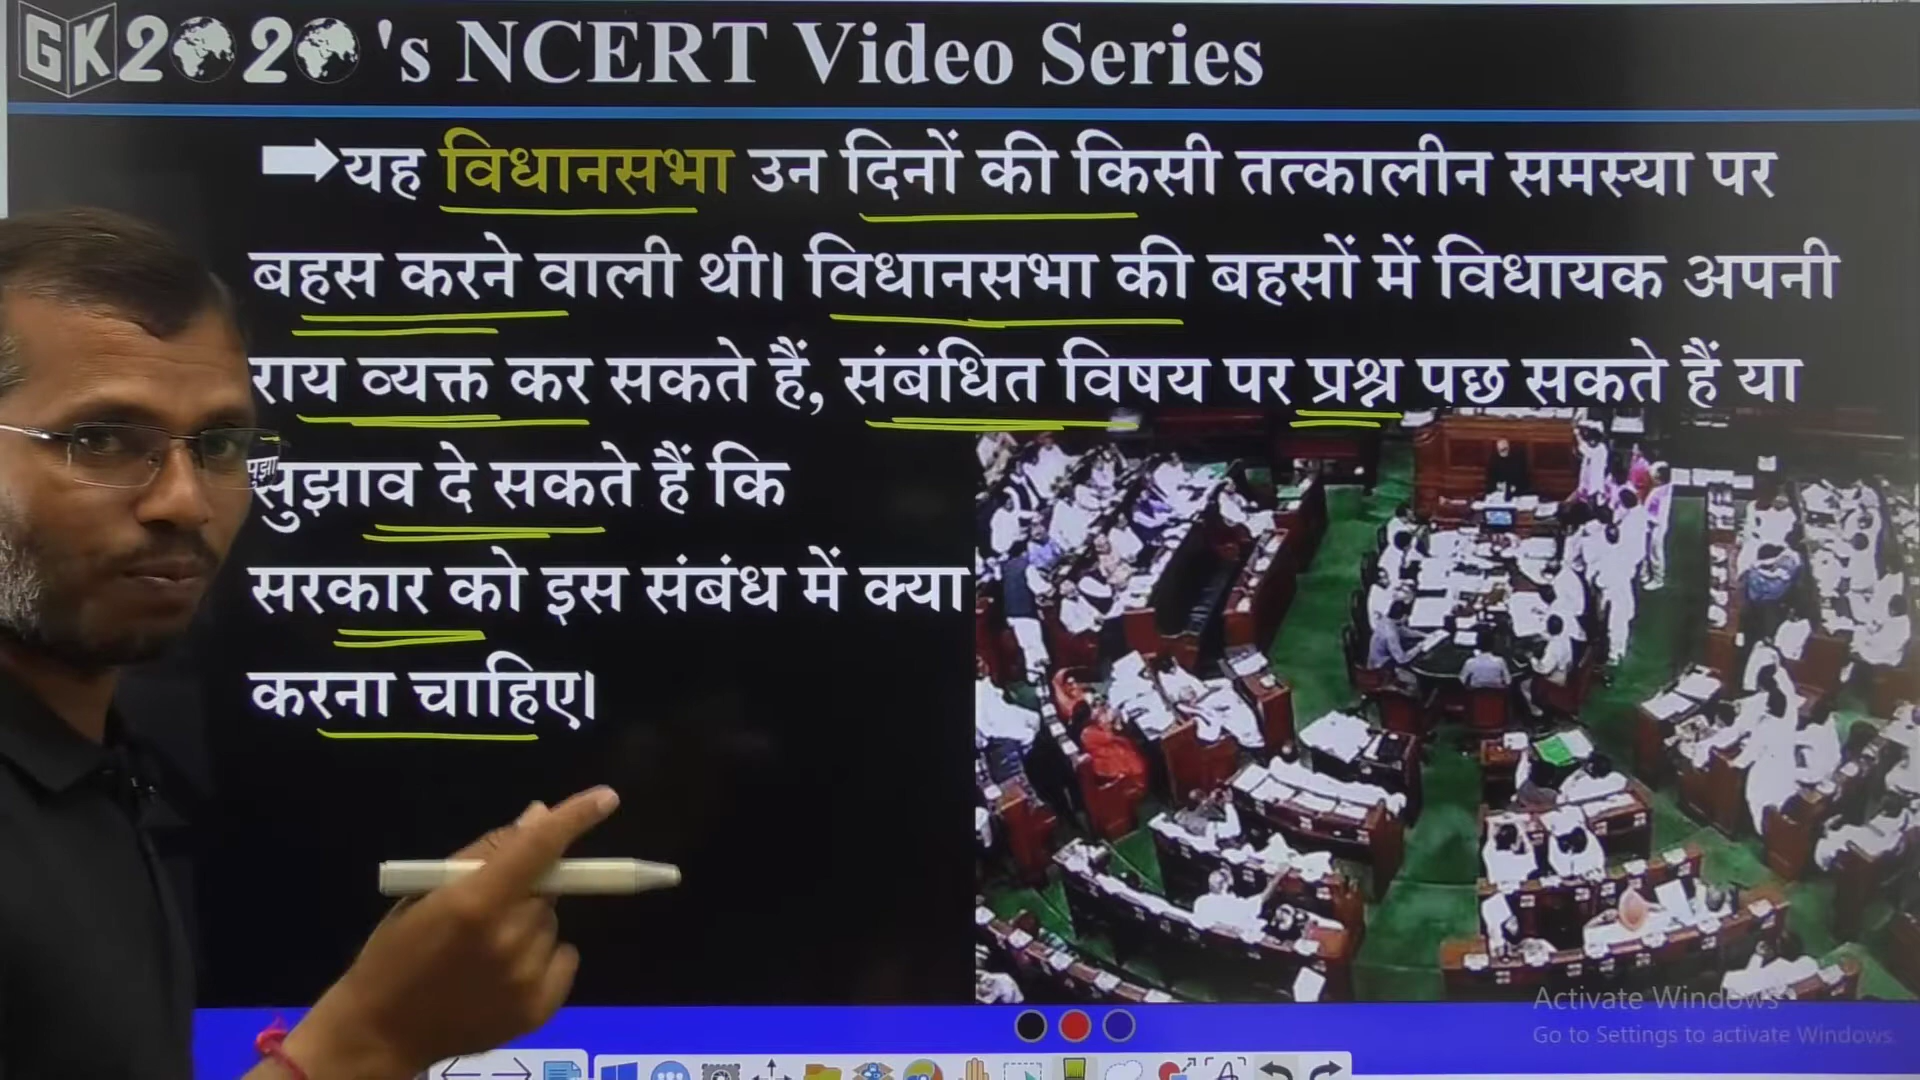 GK2020's NCERT Video Series
यह विधानसभा उन दिनों की किसी तत्कालीन समस्या पर
बहस करने वाली थी। विधानसभा की बहसों में विधायक अपनी
राय व्यक्त कर सकते हैं, संबंधित विषय पर प्रश्न पछ सकते हैं या
सुझाव दे सकते हैं कि
सरकार को इस संबंध में क्या
करना चाहिए।
Activate Windows
Go to Settings to activate Windows.